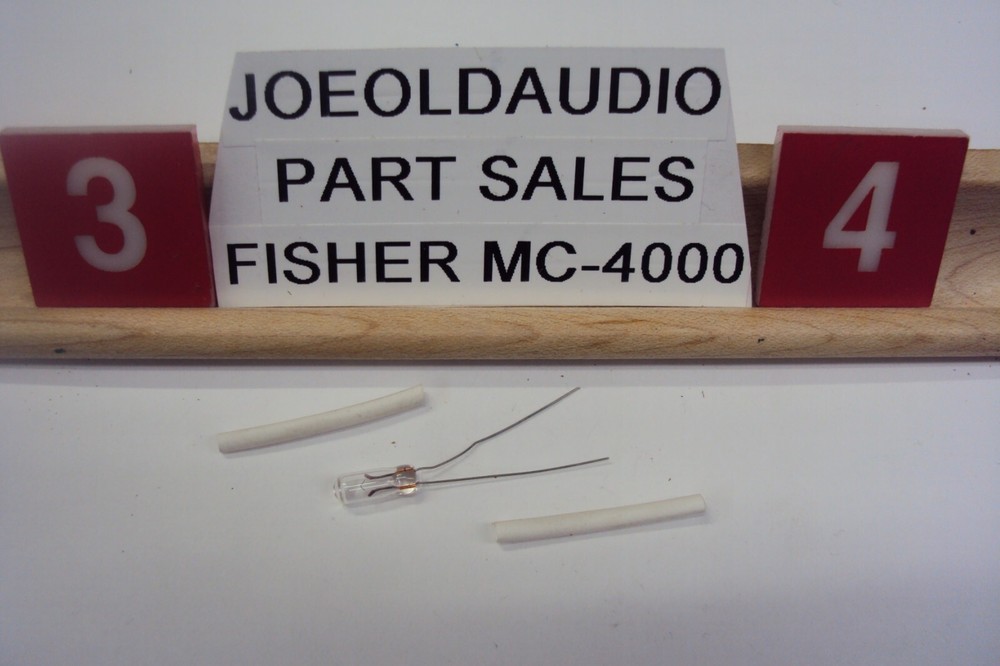 JOEOLDAUDIO
3 PART SALES 4
FISHER MC-4000